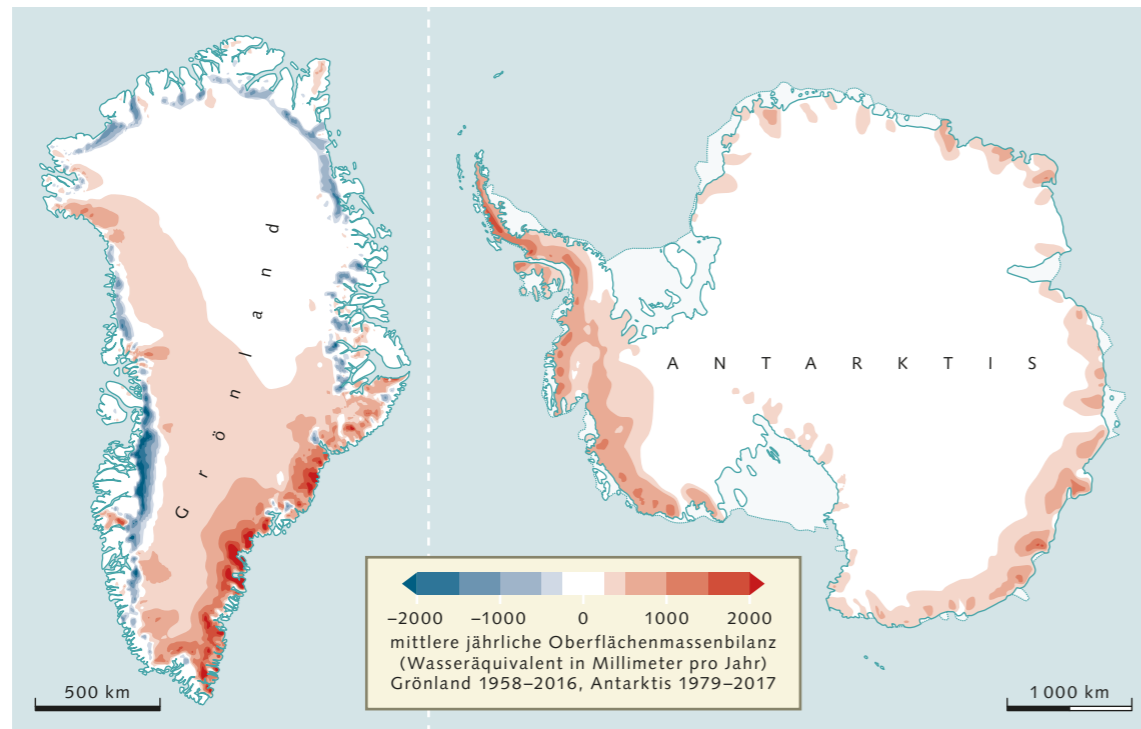 Grönland
ANTARKTIS
−2000 −1000 0 1000 2000
mittlere jährliche Oberflächenmassenbilanz
(Wasseräquivalent in Millimeter pro Jahr)
Grönland 1958–2016, Antarktis 1979–2017
500 km
1 000 km